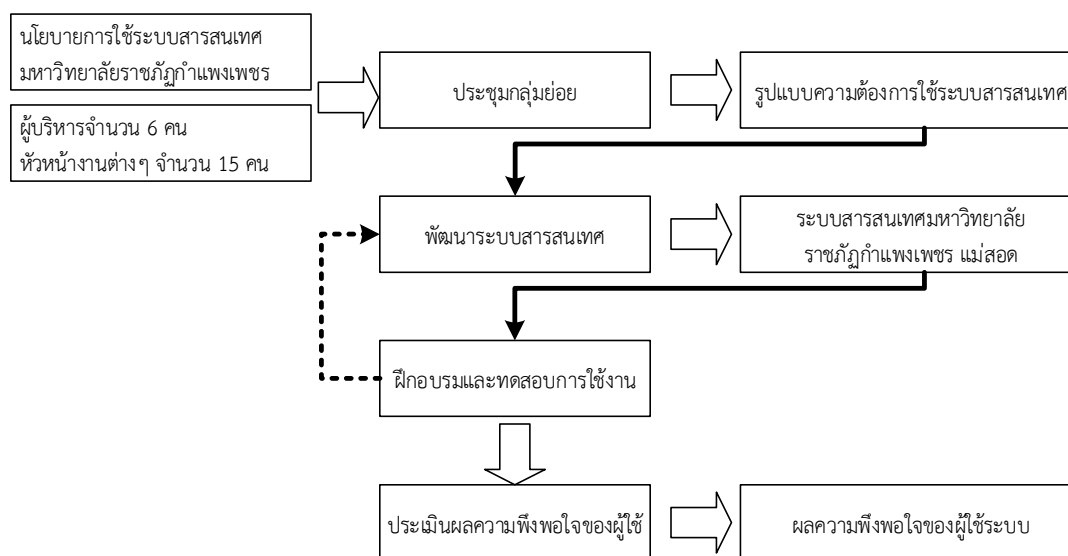 นโยบายการใช้ระบบสารสนเทศ
มหาวิทยาลัยราชภัฏกำแพงเพชร
ผู้บริหารจำนวน 6 คน
หัวหน้างานต่างๆ จำนวน 15 คน
ประชุมกลุ่มย่อย
รูปแบบความต้องการใช้ระบบสารสนเทศ
พัฒนาระบบสารสนเทศ
ระบบสารสนเทศมหาวิทยาลัย
ราชภัฏกำแพงเพชร แม่สอด
ฝึกอบรมและทดสอบการใช้งาน
ประเมินผลความพึงพอใจของผู้ใช้
ผลความพึงพอใจของผู้ใช้ระบบ